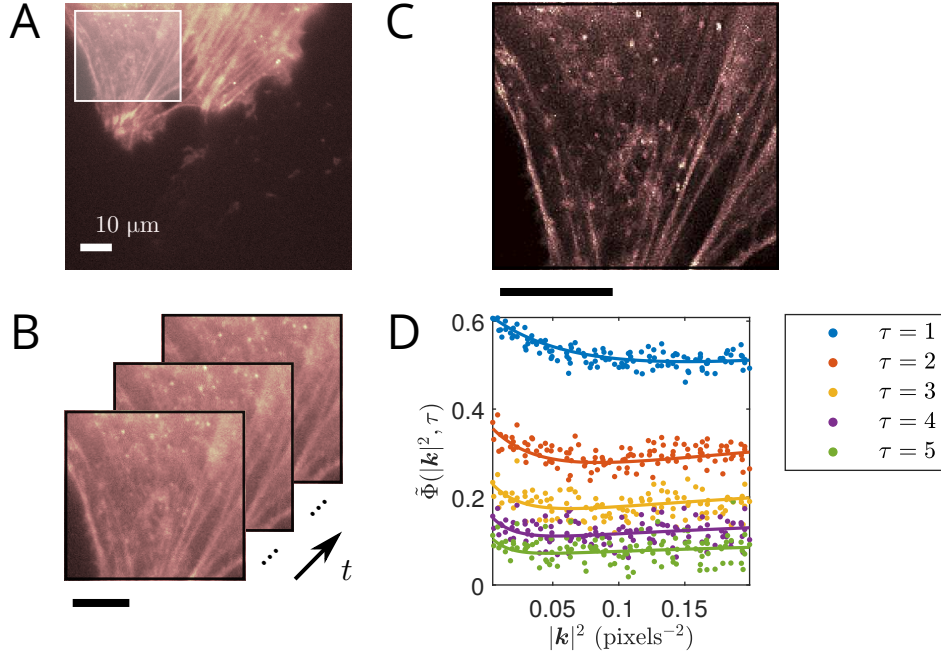 A
10 μm
B
t
C
D
0.6
0.4
0.2
0
0.05
0.1
0.15
Φ̃(|k|², τ)
|k|² (pixels⁻²)
τ = 1
τ = 2
τ = 3
τ = 4
τ = 5